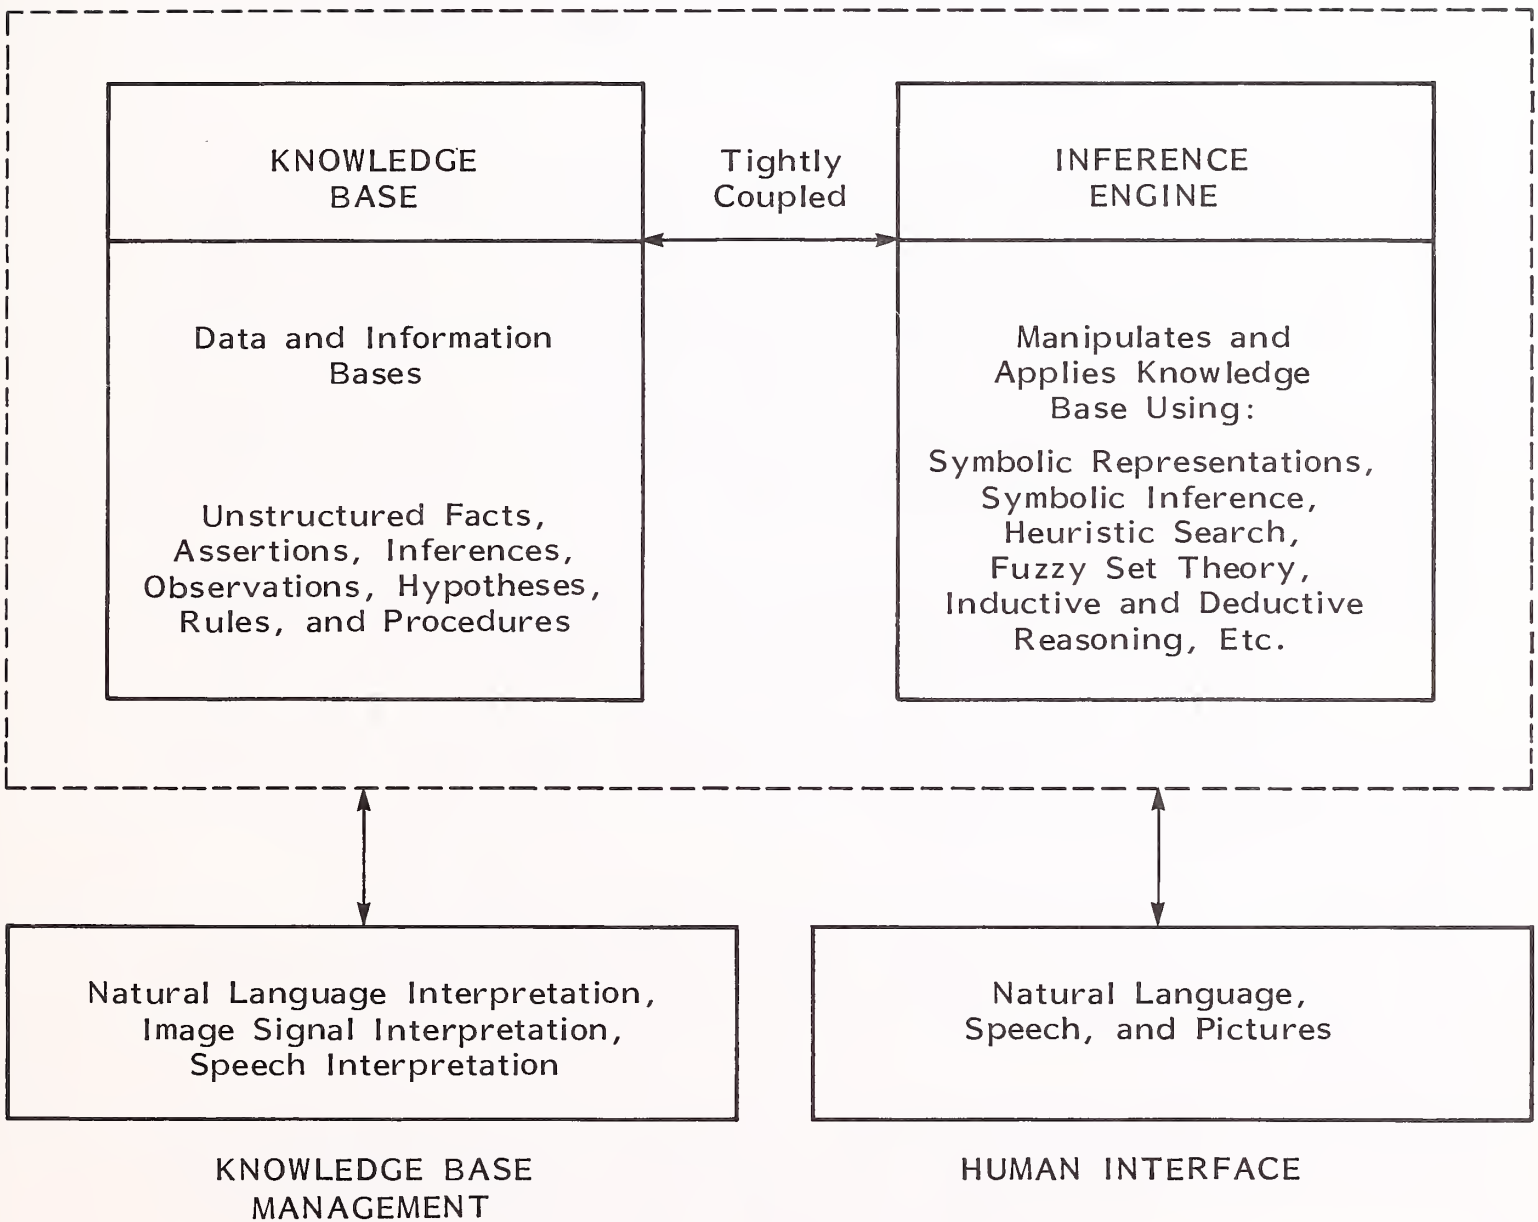 KNOWLEDGE
BASE
Tightly
Coupled
INFERENCE
ENGINE
Data and Information
Bases
Unstructured Facts,
Assertions, Inferences,
Observations, Hypotheses,
Rules, and Procedures
Manipulates and
Applies Knowledge
Base Using:
Symbolic Representations,
Symbolic Inference,
Heuristic Search,
Fuzzy Set Theory,
Inductive and Deductive
Reasoning, Etc.
Natural Language Interpretation,
Image Signal Interpretation,
Speech Interpretation
KNOWLEDGE BASE
MANAGEMENT
Natural Language,
Speech, and Pictures
HUMAN INTERFACE